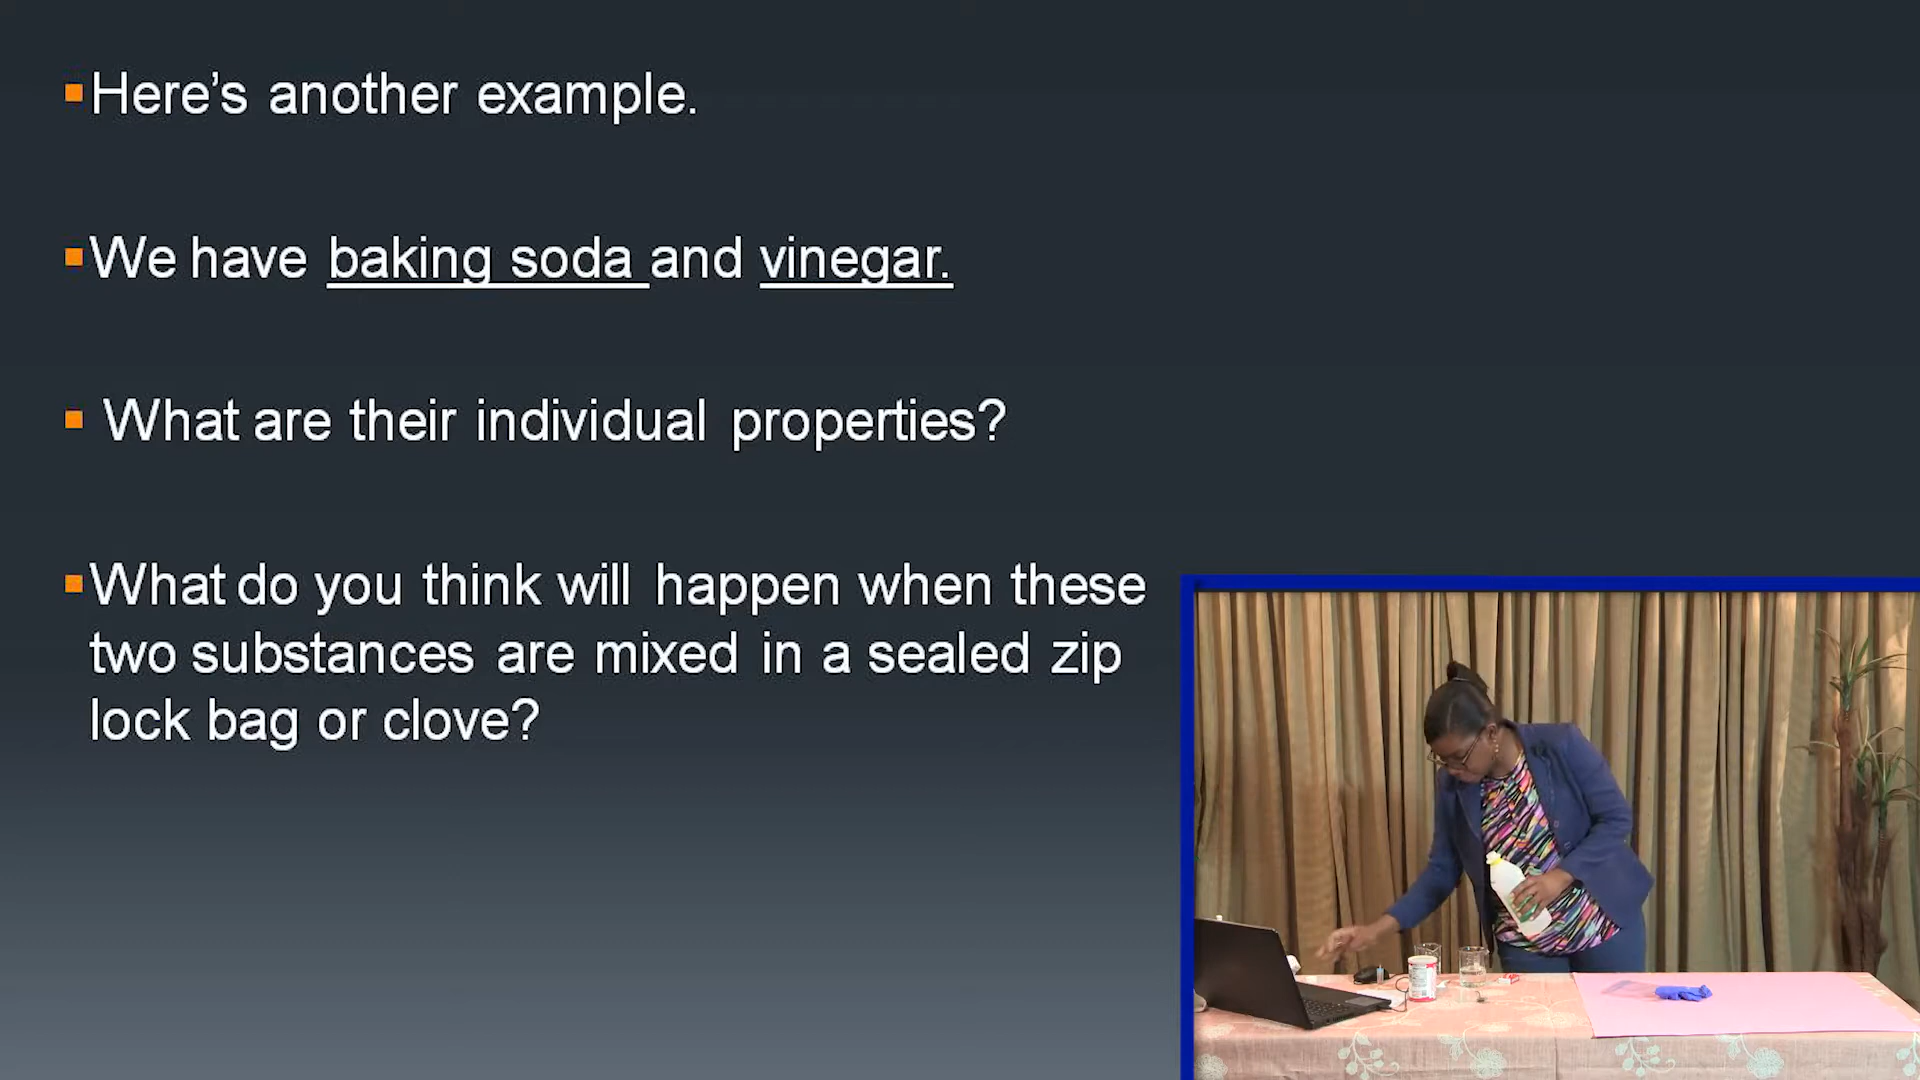 Here's another example.
We have baking soda and vinegar.
What are their individual properties?
What do you think will happen when these
two substances are mixed in a sealed zip
lock bag or clove?